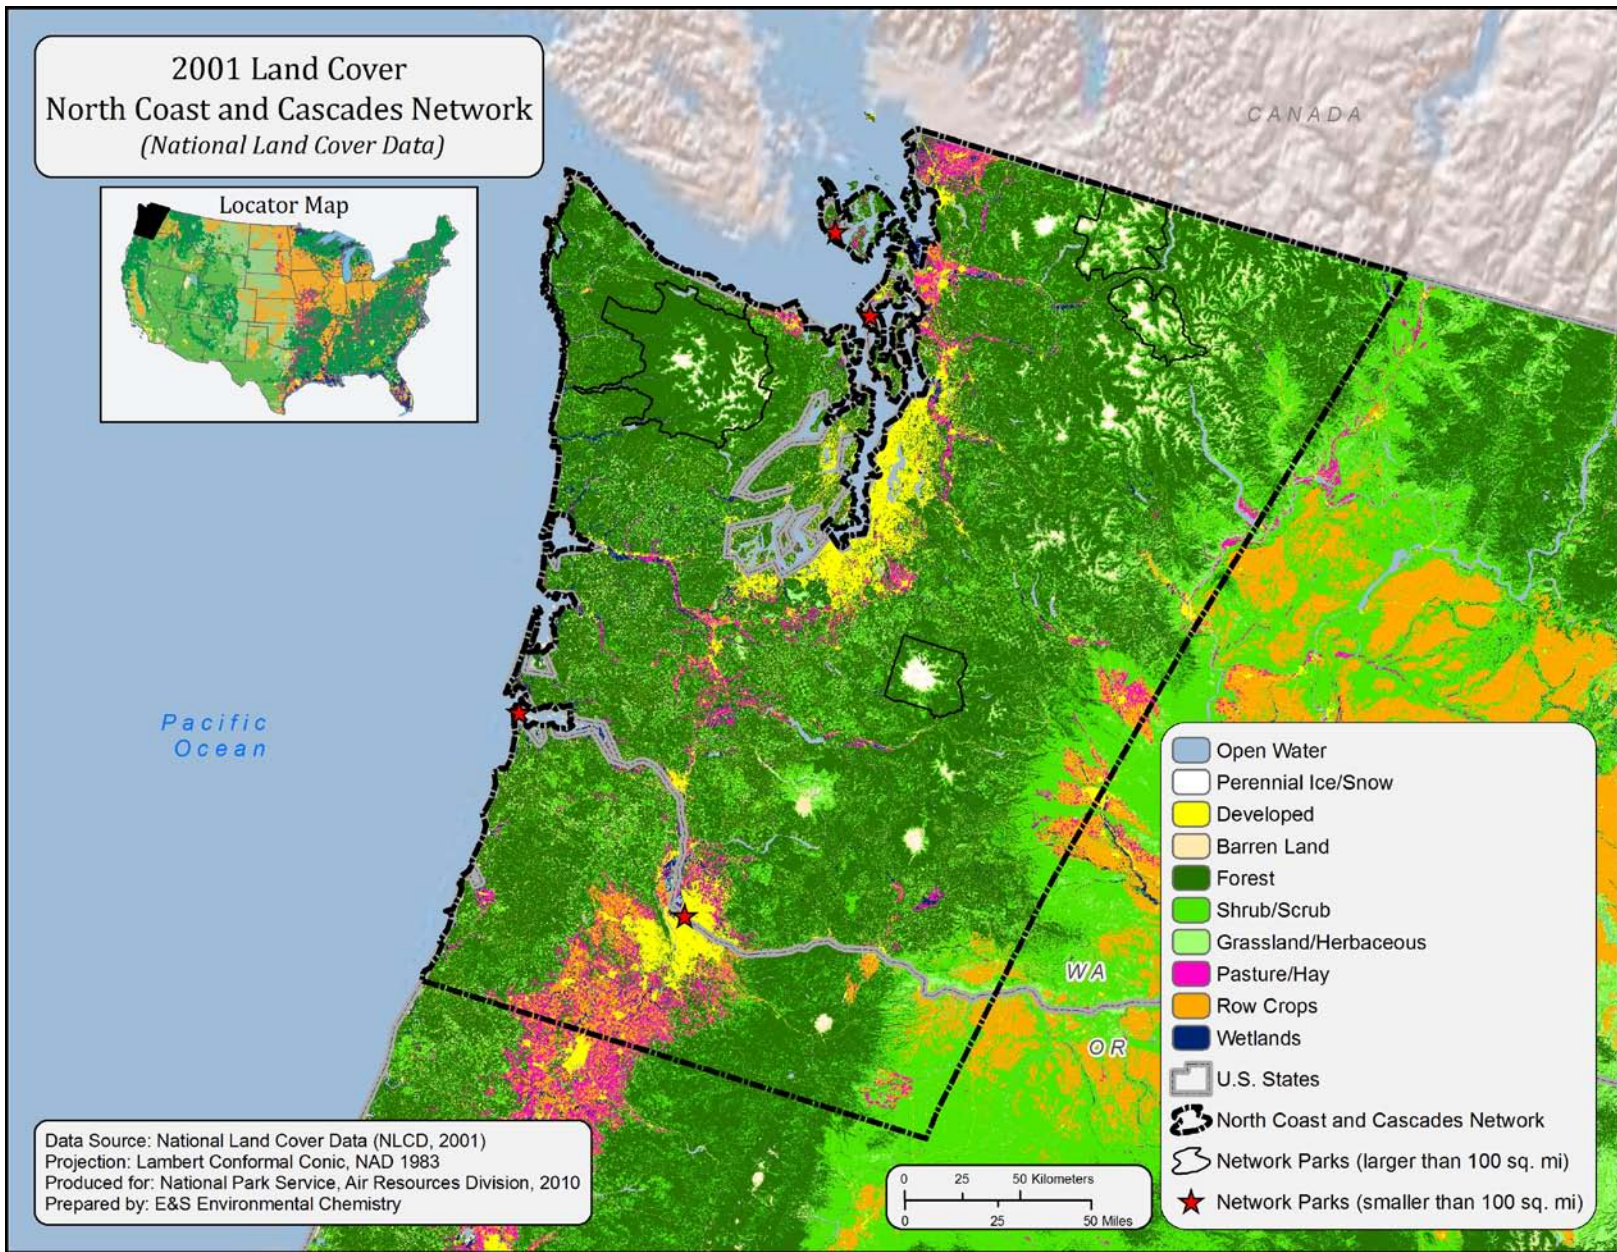 2001 Land Cover
North Coast and Cascades Network
(National Land Cover Data)
Locator Map
CANADA
Pacific
Ocean
WA
OR
Open Water
Perennial Ice/Snow
Developed
Barren Land
Forest
Shrub/Scrub
Grassland/Herbaceous
Pasture/Hay
Row Crops
Wetlands
U.S. States
North Coast and Cascades Network
Network Parks (larger than 100 sq. mi)
Network Parks (smaller than 100 sq. mi)
Data Source: National Land Cover Data (NLCD, 2001)
Projection: Lambert Conformal Conic, NAD 1983
Produced for: National Park Service, Air Resources Division, 2010
Prepared by: E&S Environmental Chemistry
0 25 50 Kilometers
0 25 50 Miles